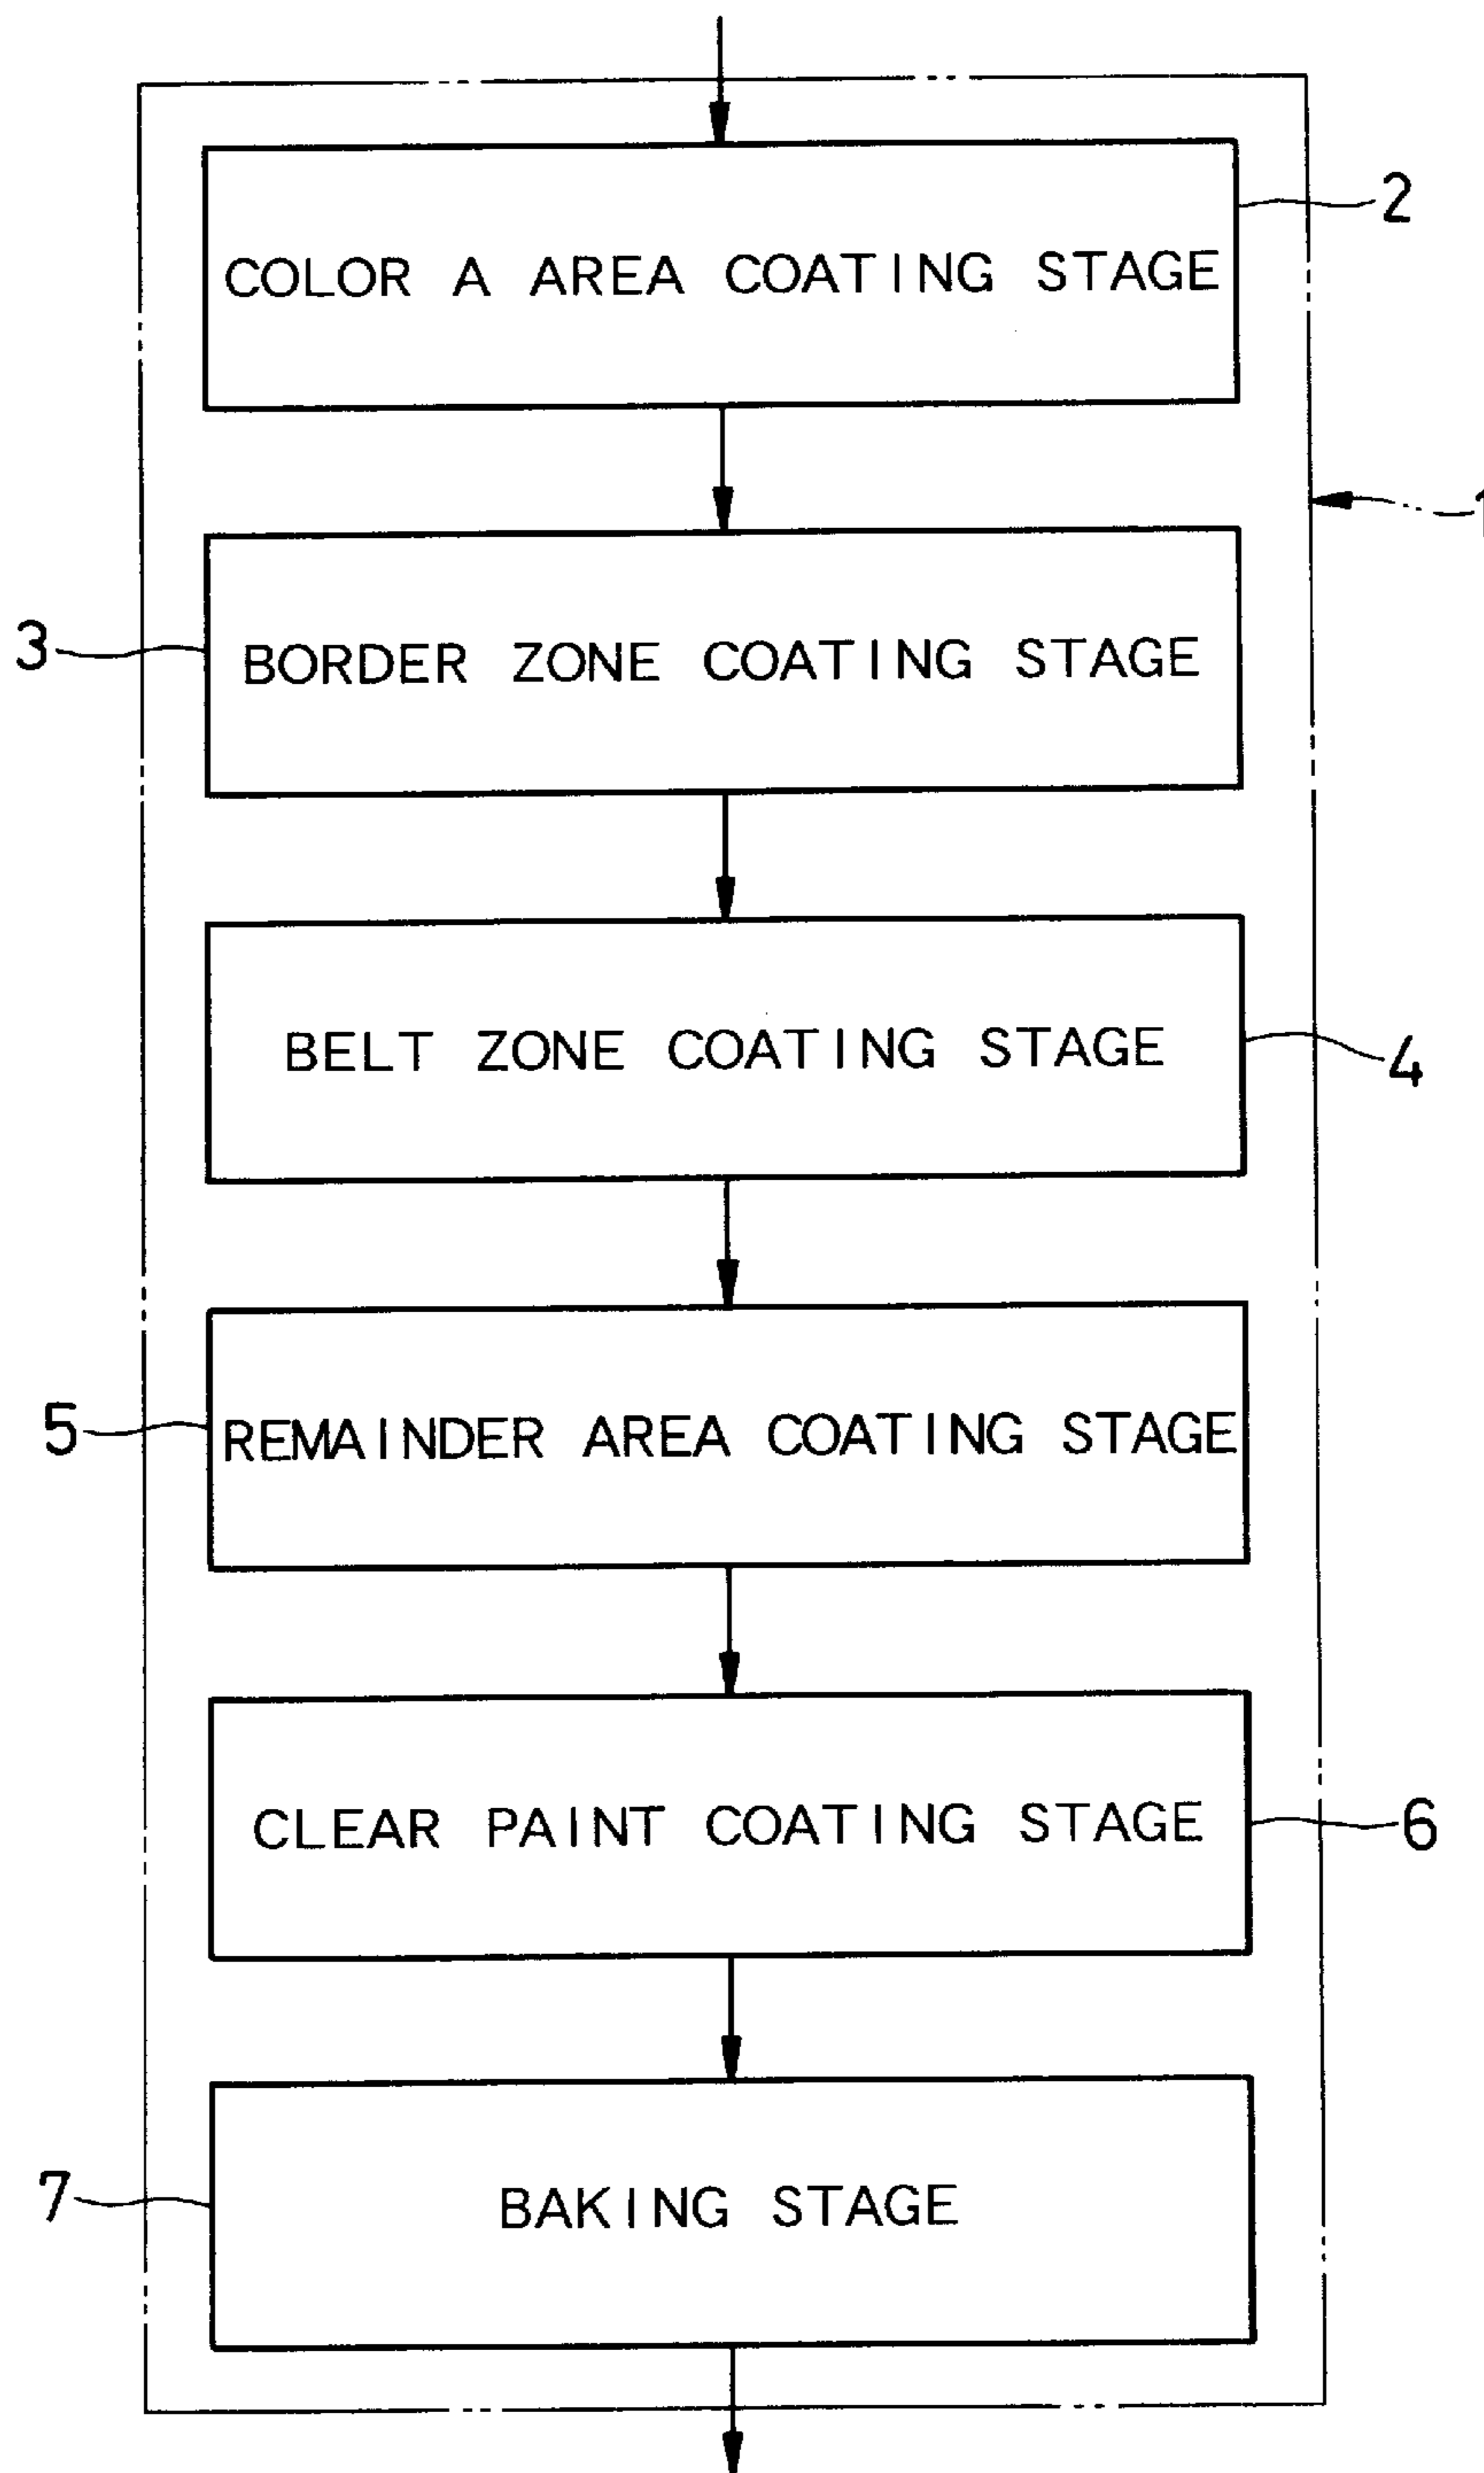 COLOR A AREA COATING STAGE
2
1
3
BORDER ZONE COATING STAGE
BELT ZONE COATING STAGE
4
5
REMAINDER AREA COATING STAGE
CLEAR PAINT COATING STAGE
6
7
BAKING STAGE